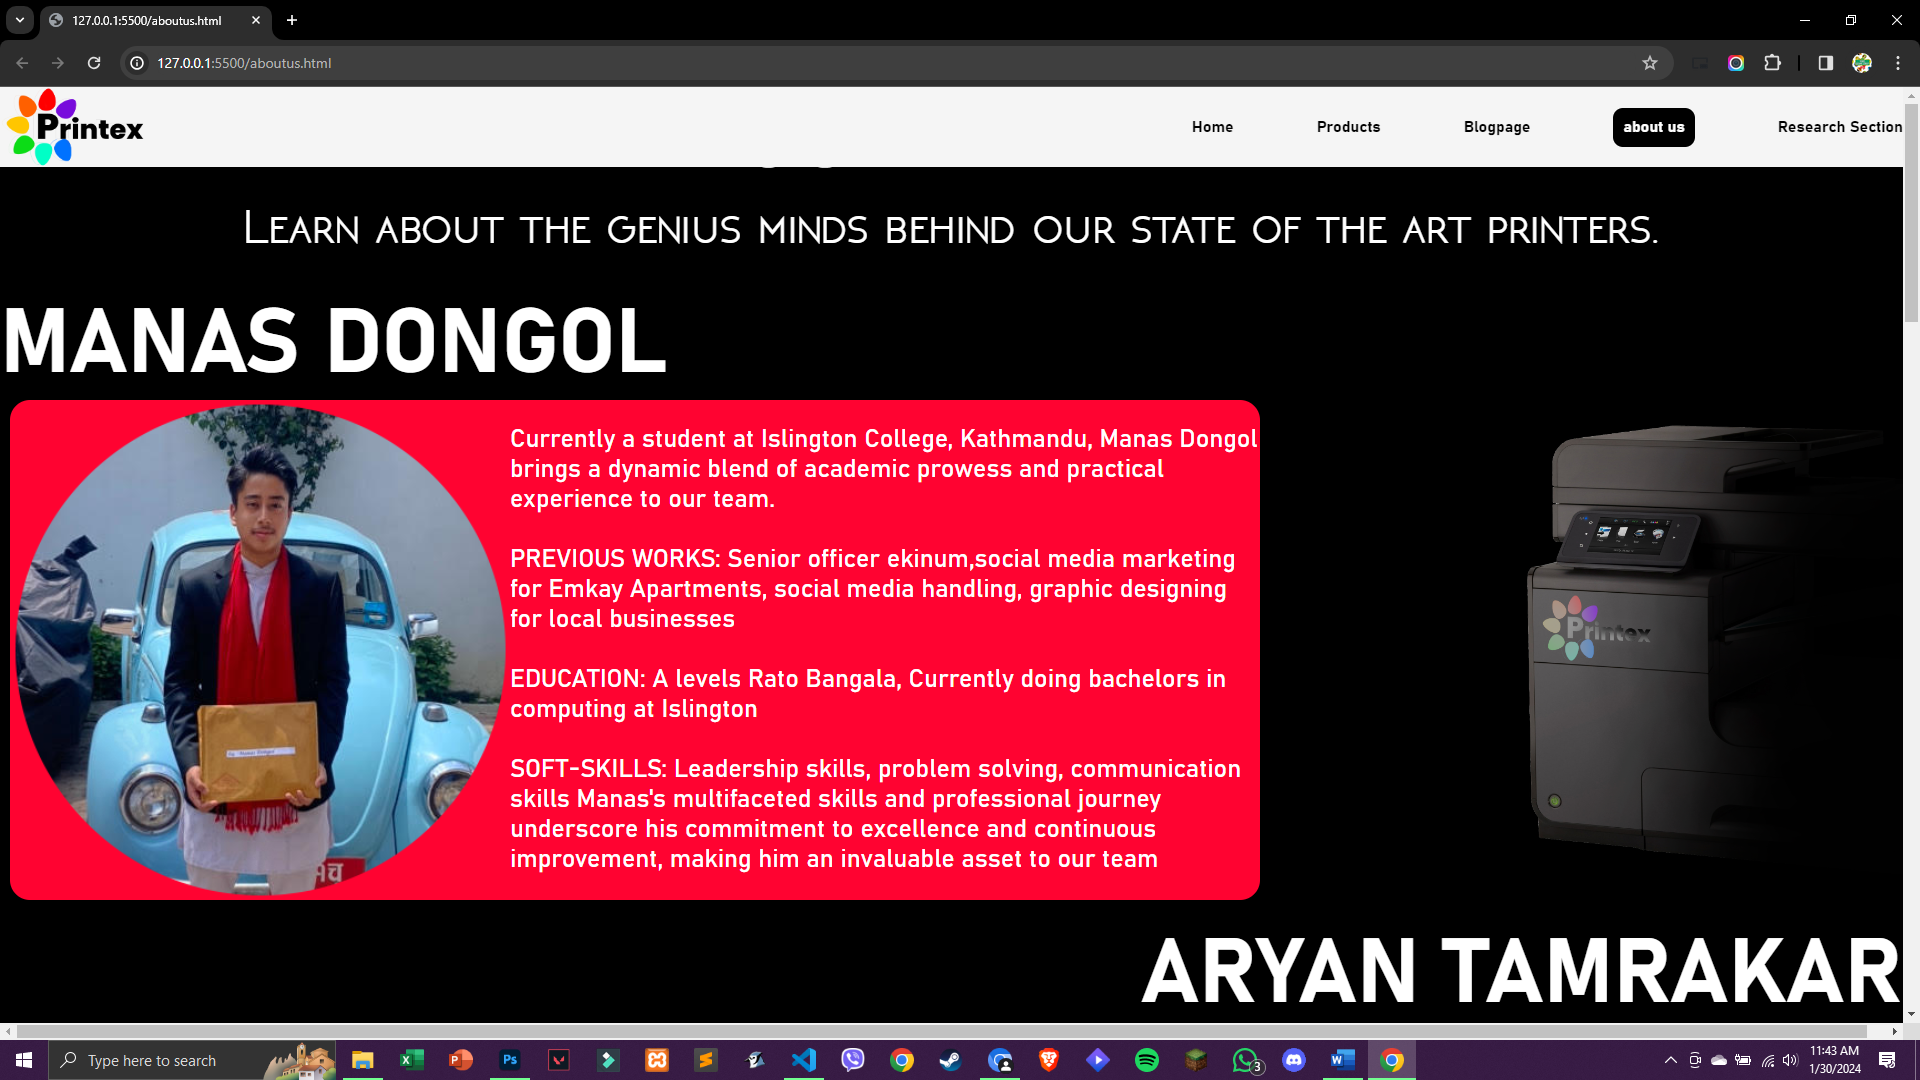 127.0.0.1:5500/aboutus.html
127.0.0.1:5500/aboutus.html
Printex
Home
Products
Blogpage
about us
Research Section
LEARN ABOUT THE GENIUS MINDS BEHIND OUR STATE OF THE ART PRINTERS.
MANAS DONGOL
Currently a student at Islington College, Kathmandu, Manas Dongol
brings a dynamic blend of academic prowess and practical
experience to our team.
PREVIOUS WORKS: Senior officer ekinum,social media marketing
for Emkay Apartments, social media handling, graphic designing
for local businesses
EDUCATION: A levels Rato Bangala, Currently doing bachelors in
computing at Islington
SOFT-SKILLS: Leadership skills, problem solving, communication
skills Manas's multifaceted skills and professional journey
underscore his commitment to excellence and continuous
improvement, making him an invaluable asset to our team
Printex
ARYAN TAMRAKAR
Type here to search
Ps
3
11:43 AM
1/30/2024